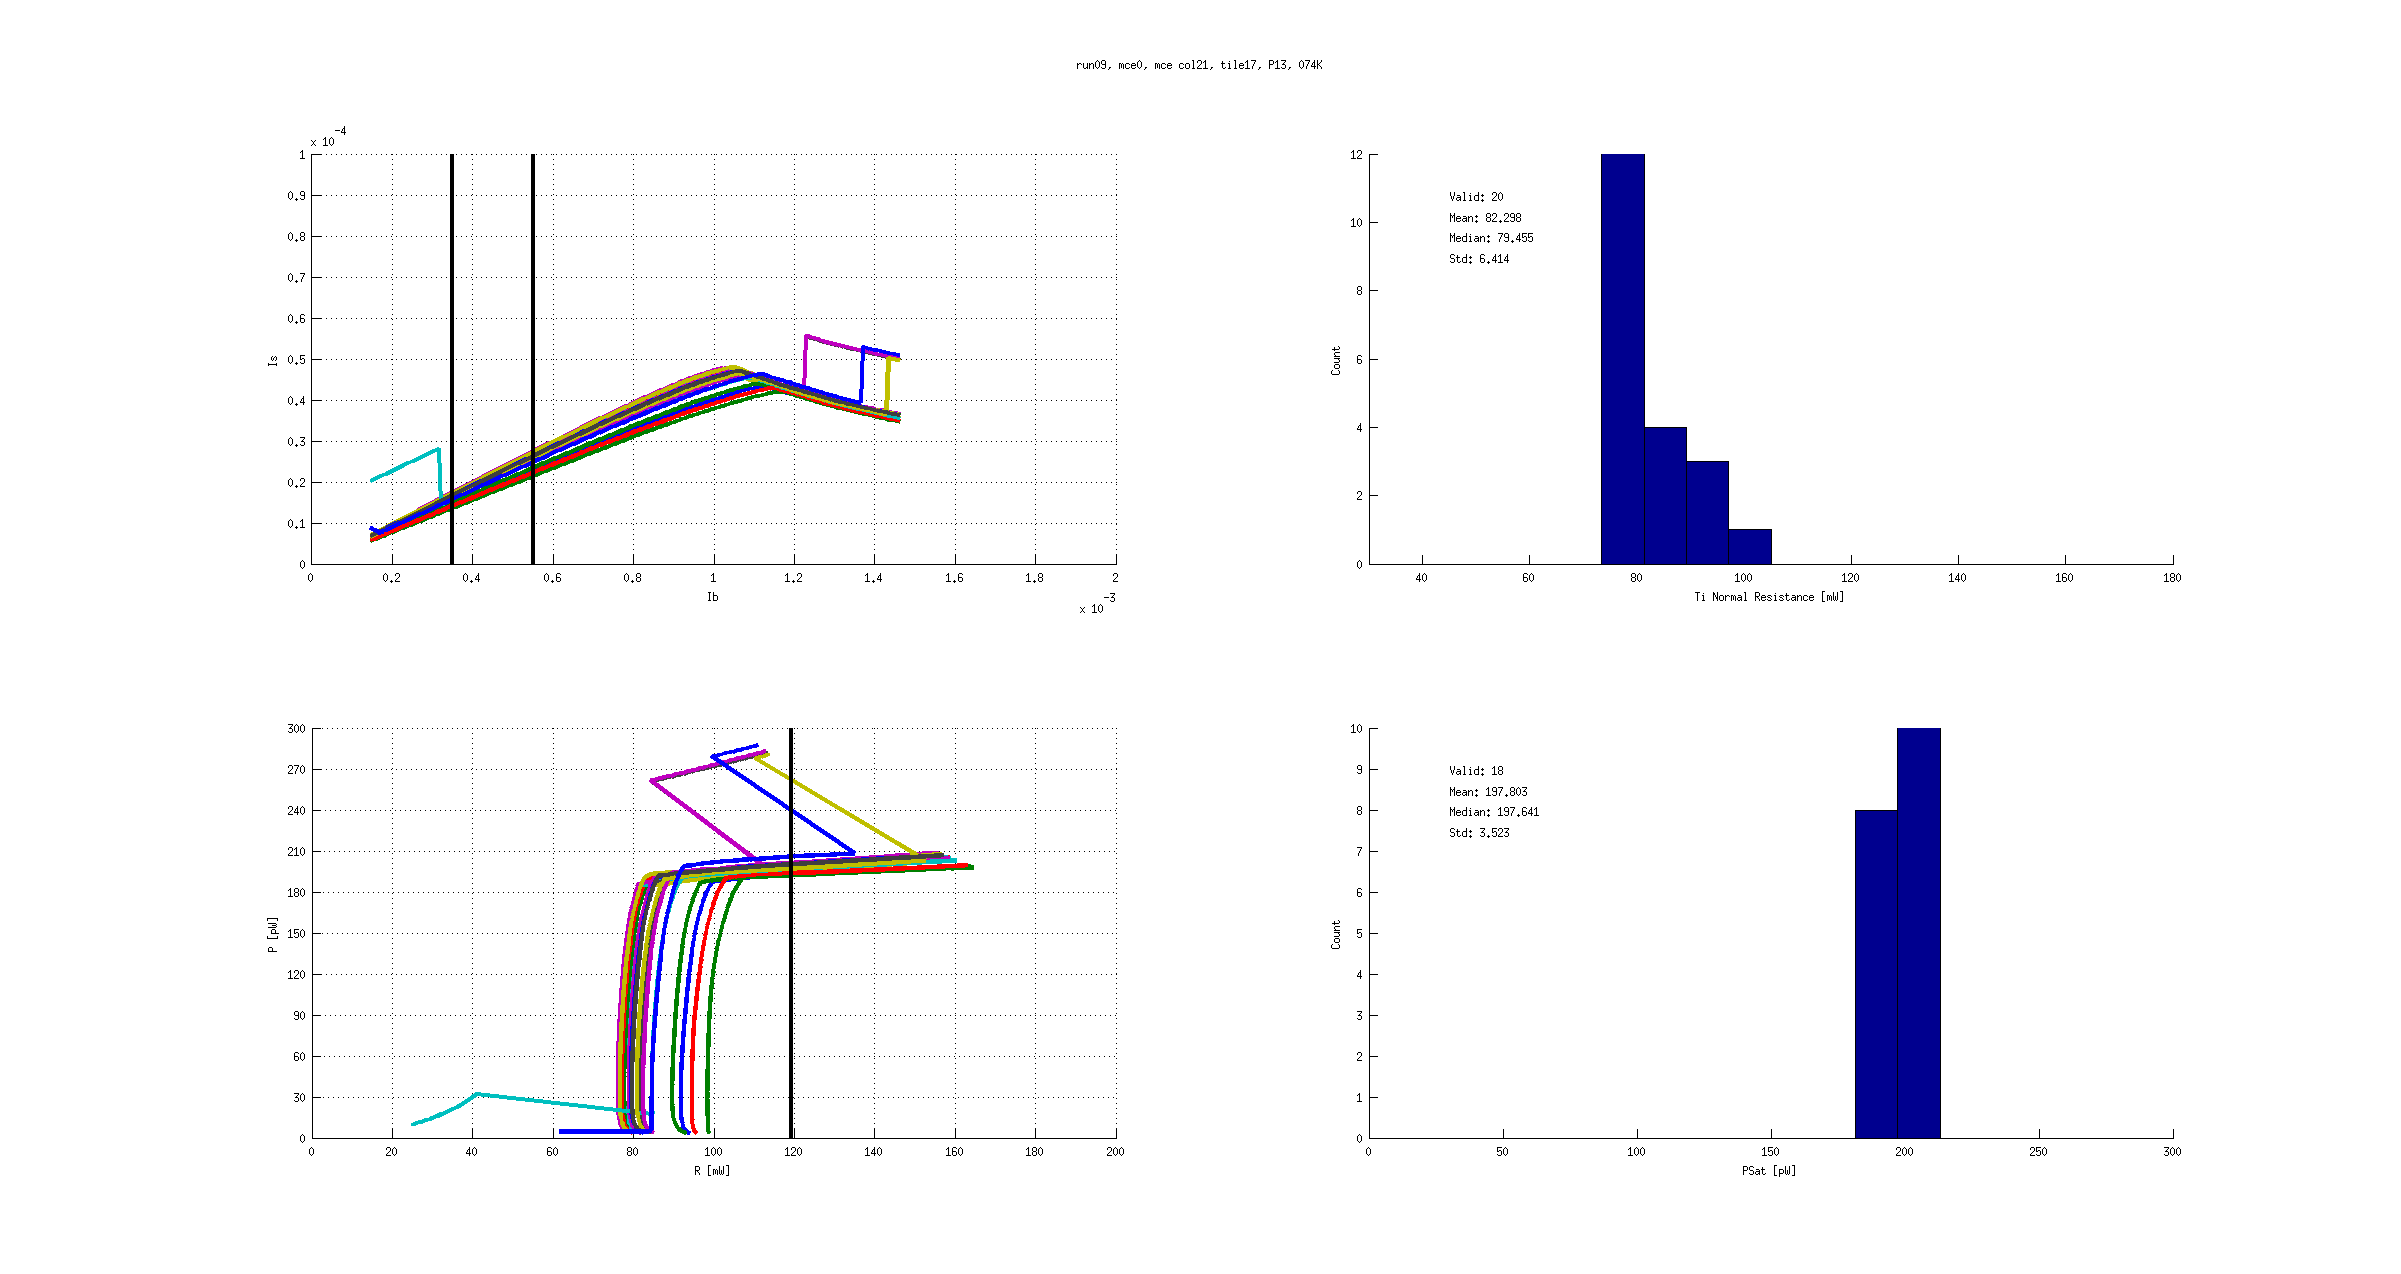 run09, mce0, mce col21, tile17, P13, 074K
x 10 -4
1
0.9
0.8
0.7
0.6
0.5
0.4
0.3
0.2
0.1
0
Is
0 0.2 0.4 0.6 0.8 1 1.2 1.4 1.6 1.8 2
Ib
x 10 -3
12
10
8
6
4
2
0
Count
Valid: 20
Mean: 82.298
Median: 79.455
Std: 6.414
40 60 80 100 120 140 160 180
Ti Normal Resistance [mW]
300
270
240
210
180
150
120
90
60
30
0
P [pW]
0 20 40 60 80 100 120 140 160 180 200
R [mW]
10
9
8
7
6
5
4
3
2
1
0
Count
Valid: 18
Mean: 197.803
Median: 197.641
Std: 3.523
0 50 100 150 200 250 300
PSat [pW]